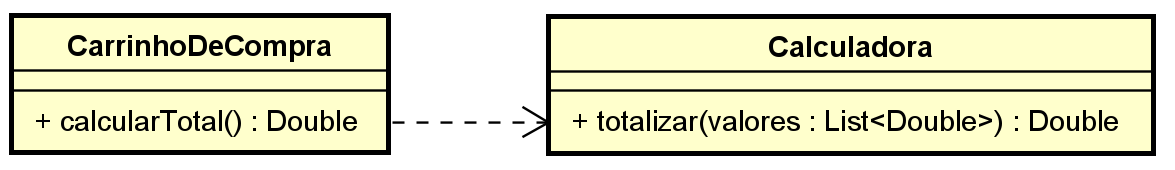 CarrinhoDeCompra
+ calcularTotal() : Double
Calculadora
+ totalizar(valores : List<Double>) : Double